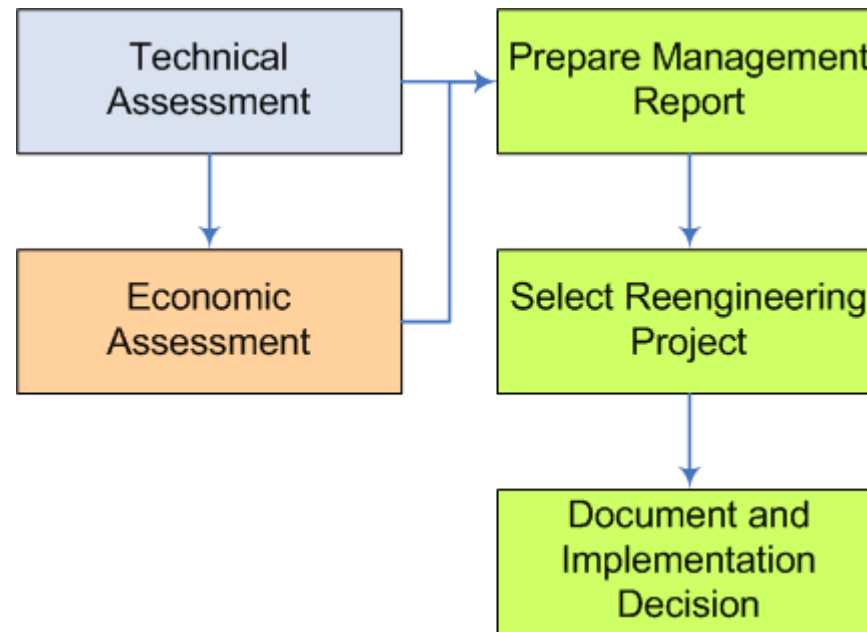 Technical
Assessment
Prepare Management
Report
Economic
Assessment
Select Reengineering
Project
Document and
Implementation
Decision